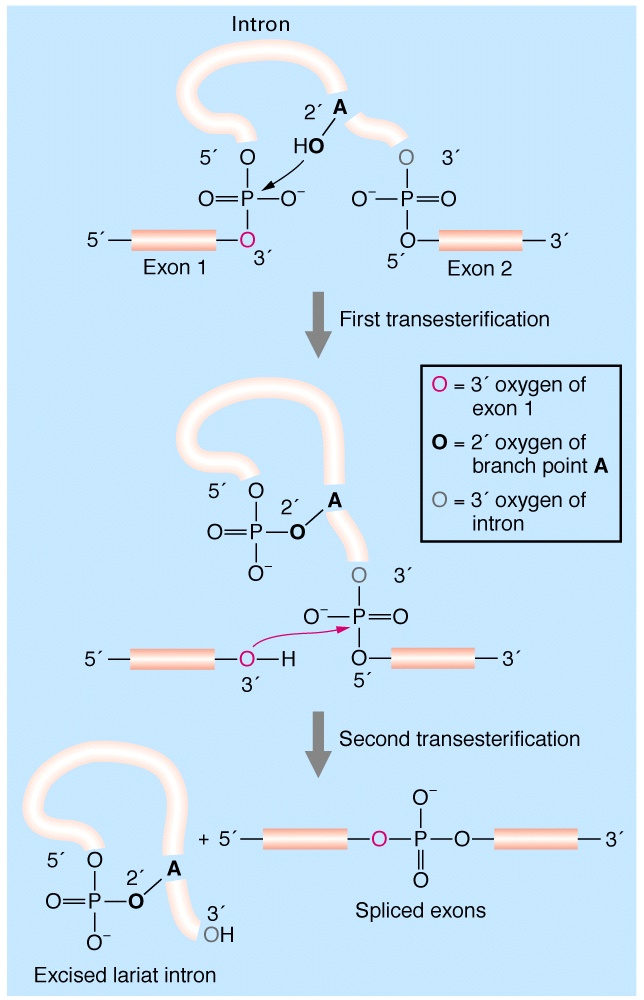 Intron
2´ A
HO
5´ O
O 3´
O=P–O⁻
O⁻–P=O
5´ O 3´
O 5´ 3´
Exon 1
Exon 2
First transesterification
O = 3´ oxygen of
exon 1
O = 2´ oxygen of
branch point A
O = 3´ oxygen of
intron
5´ O 2´ A
O=P–O
O⁻
O 3´
O⁻–P=O
5´ O–H 3´
O 5´ 3´
Second transesterification
O⁻
+ 5´ O–P–O 3´
O
Spliced exons
5´ O 2´ A
O=P–O
O⁻
3´
OH
Excised lariat intron